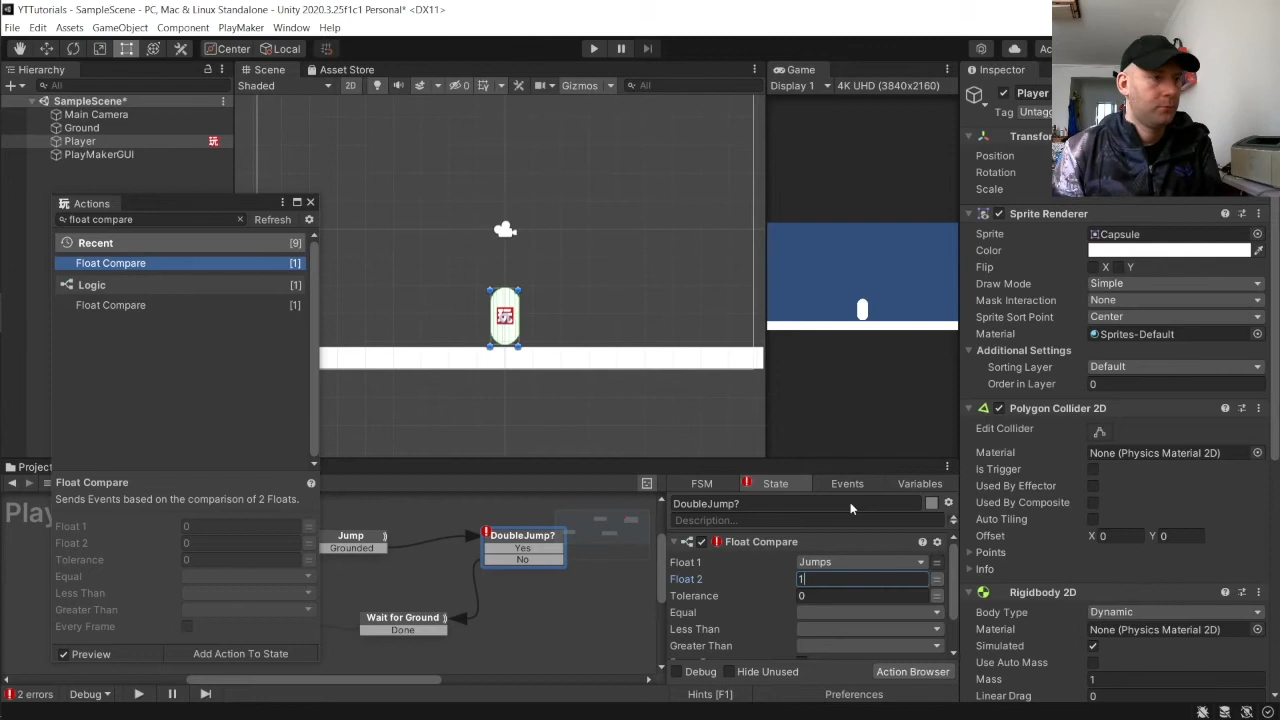 YTTutorials - SampleScene - PC, Mac & Linux Standalone - Unity 2020.3.25f1c1 Personal* <DX11>
File Edit Assets GameObject Component PlayMaker Window Help
Center Local Ac
Hierarchy
All
SampleScene*
Main Camera
Ground
Player 玩
PlayMakerGUI
Scene Asset Store
Shaded 2D 0 Gizmos All
玩
Game
Display 1 4K UHD (3840x2160)
玩 Actions
float compare Refresh
Recent [9]
Float Compare [1]
Logic [1]
Float Compare [1]
Float Compare
Sends Events based on the comparison of 2 Floats.
Float 1 0
Float 2 0
Tolerance 0
Equal
Less Than
Greater Than
Every Frame
Preview Add Action To State
Project
Play
Jump
Grounded
DoubleJump?
Yes
No
Wait for Ground
Done
2 errors Debug
FSM State Events Variables
DoubleJump?
Description...
Float Compare
Float 1 Jumps
Float 2 1
Tolerance 0
Equal
Less Than
Greater Than
Debug Hide Unused Action Browser
Hints [F1] Preferences
Inspector
Player
Tag Untagg
Transform
Position
Rotation
Scale
Sprite Renderer
Sprite Capsule
Color
Flip X Y
Draw Mode Simple
Mask Interaction None
Sprite Sort Point Center
Material Sprites-Default
Additional Settings
Sorting Layer Default
Order in Layer 0
Polygon Collider 2D
Edit Collider
Material None (Physics Material 2D)
Is Trigger
Used By Effector
Used By Composite
Auto Tiling
Offset X 0 Y 0
Points
Info
Rigidbody 2D
Body Type Dynamic
Material None (Physics Material 2D)
Simulated
Use Auto Mass
Mass 1
Linear Drag 0